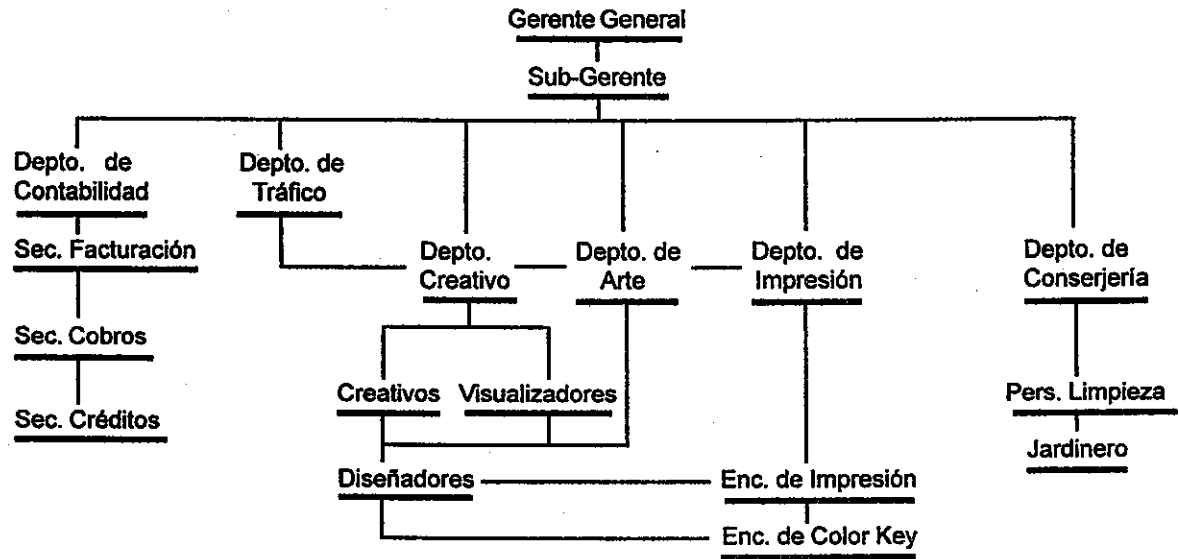 Gerente General
Sub-Gerente
Depto. de
Contabilidad
Depto. de
Tráfico
Sec. Facturación
Depto.
Creativo
Depto. de
Arte
Depto. de
Impresión
Depto. de
Conserjería
Sec. Cobros
Creativos
Visualizadores
Pers. Limpieza
Sec. Créditos
Jardinero
Diseñadores
Enc. de Impresión
Enc. de Color Key